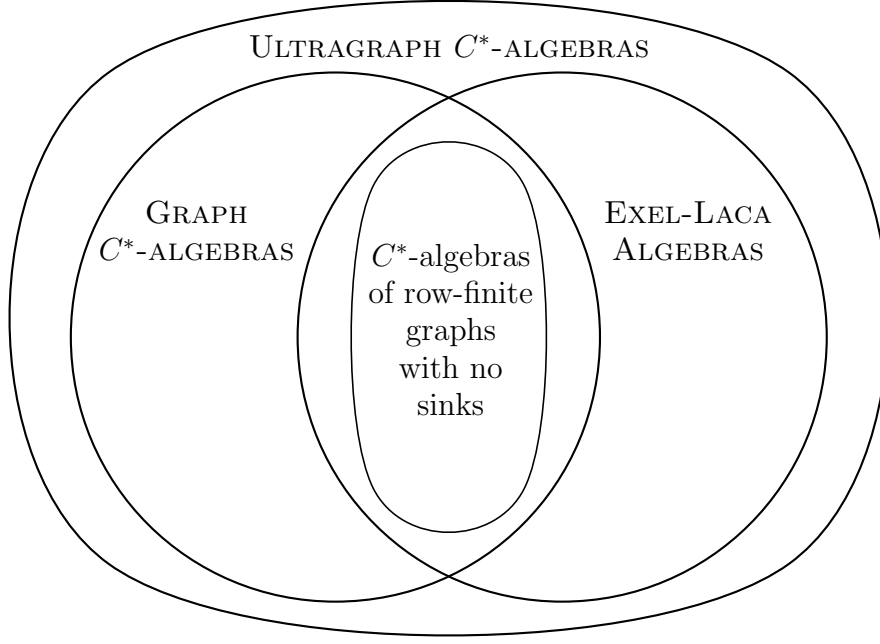 Ultragraph C*-algebras
Graph
C*-algebras
Exel-Laca
Algebras
C*-algebras
of row-finite
graphs
with no
sinks